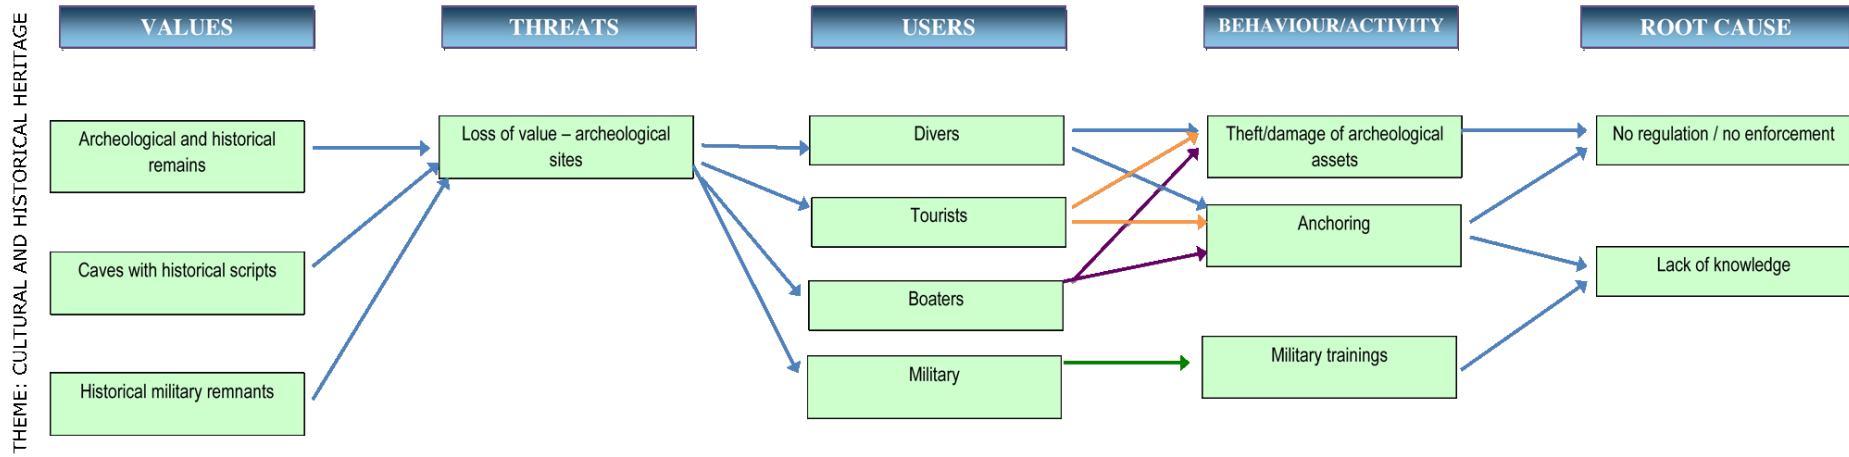 THEME: CULTURAL AND HISTORICAL HERITAGE
VALUES
THREATS
USERS
BEHAVIOUR/ACTIVITY
ROOT CAUSE
Archeological and historical
remains
Caves with historical scripts
Historical military remnants
Loss of value – archeological
sites
Divers
Tourists
Boaters
Military
Theft/damage of archeological
assets
Anchoring
Military trainings
No regulation / no enforcement
Lack of knowledge